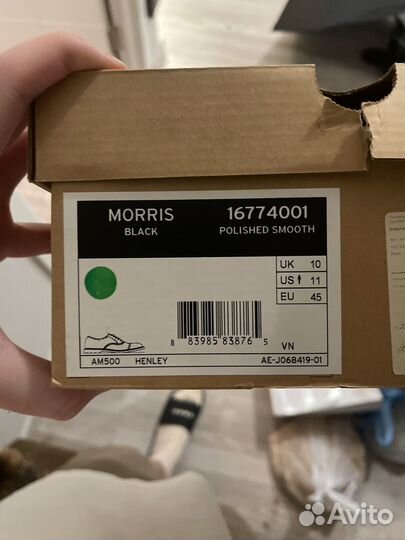 MORRIS 16774001
BLACK POLISHED SMOOTH
UK 10
US 11
EU 45
8 83985 83876 5
VN
AM500 HENLEY AE-J068419-01
Avito